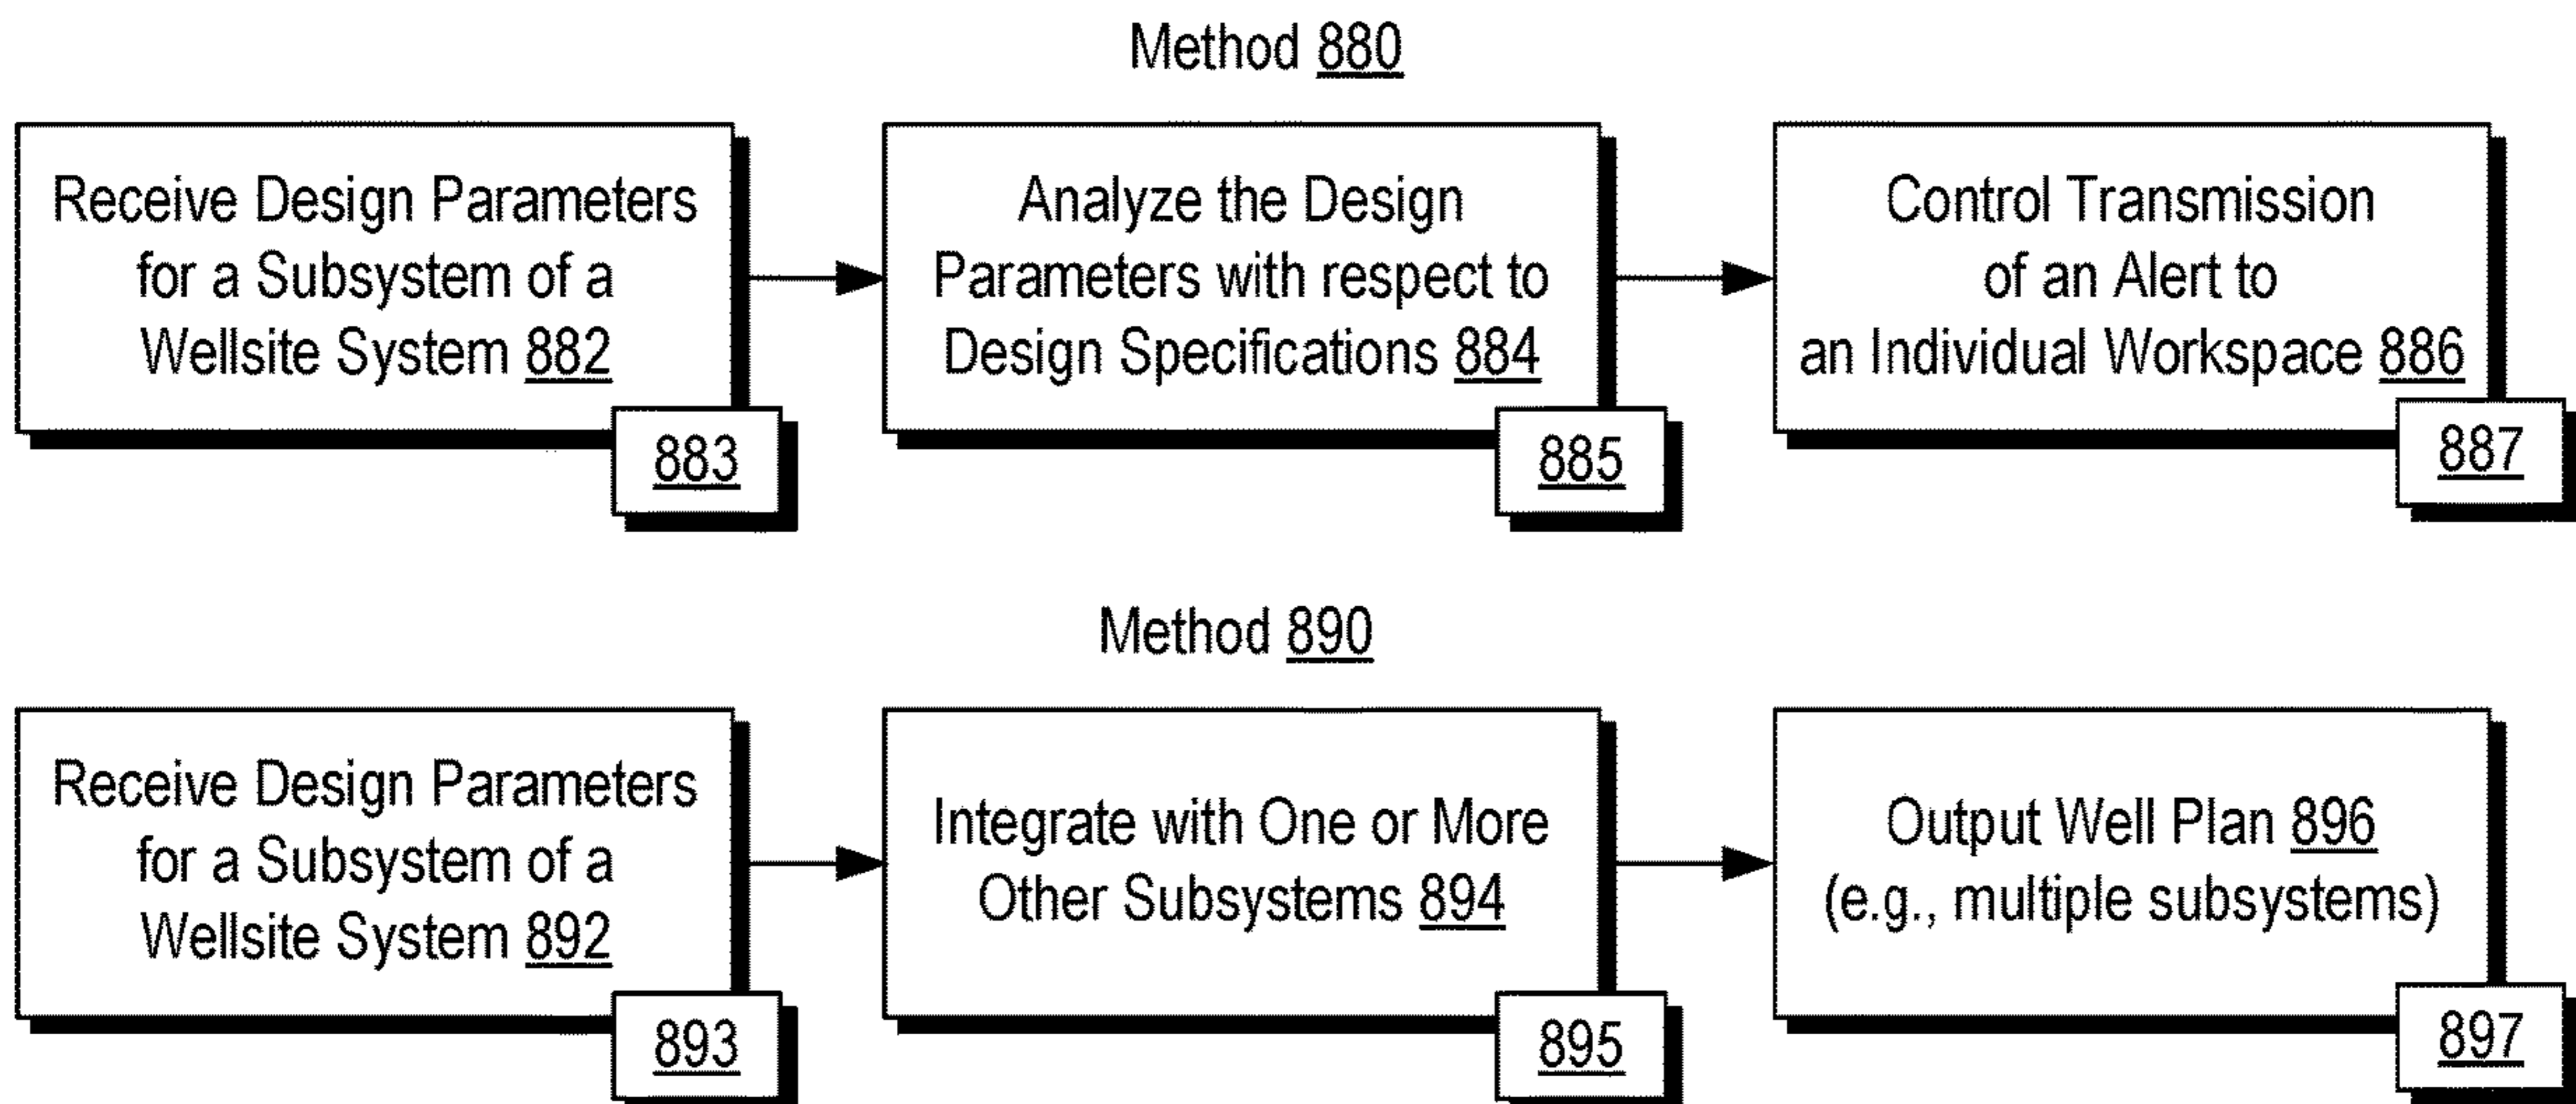 Method 880
Receive Design Parameters
for a Subsystem of a
Wellsite System 882
883
Analyze the Design
Parameters with respect to
Design Specifications 884
885
Control Transmission
of an Alert to
an Individual Workspace 886
887
Method 890
Receive Design Parameters
for a Subsystem of a
Wellsite System 892
893
Integrate with One or More
Other Subsystems 894
895
Output Well Plan 896
(e.g., multiple subsystems)
897